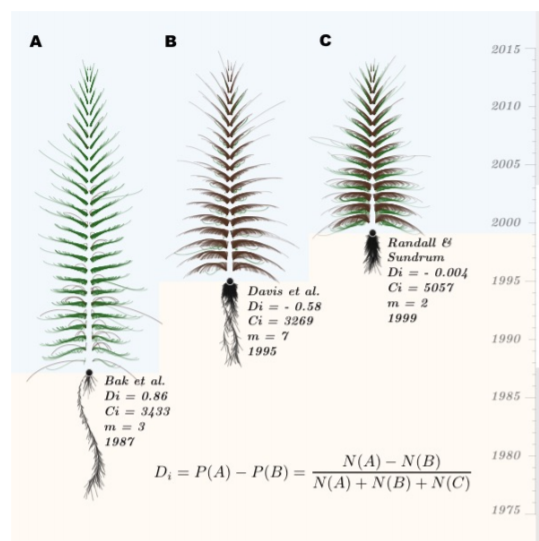 A
B
C
2015
2010
2005
2000
1995
1990
1985
1980
1975
Randall &
Sundrum
Di = - 0.004
Ci = 5057
m = 2
1999
Davis et al.
Di = - 0.58
Ci = 3269
m = 7
1995
Bak et al.
Di = 0.86
Ci = 3433
m = 3
1987
D_i = P(A) − P(B) = \frac{N(A) − N(B)}{N(A) + N(B) + N(C)}